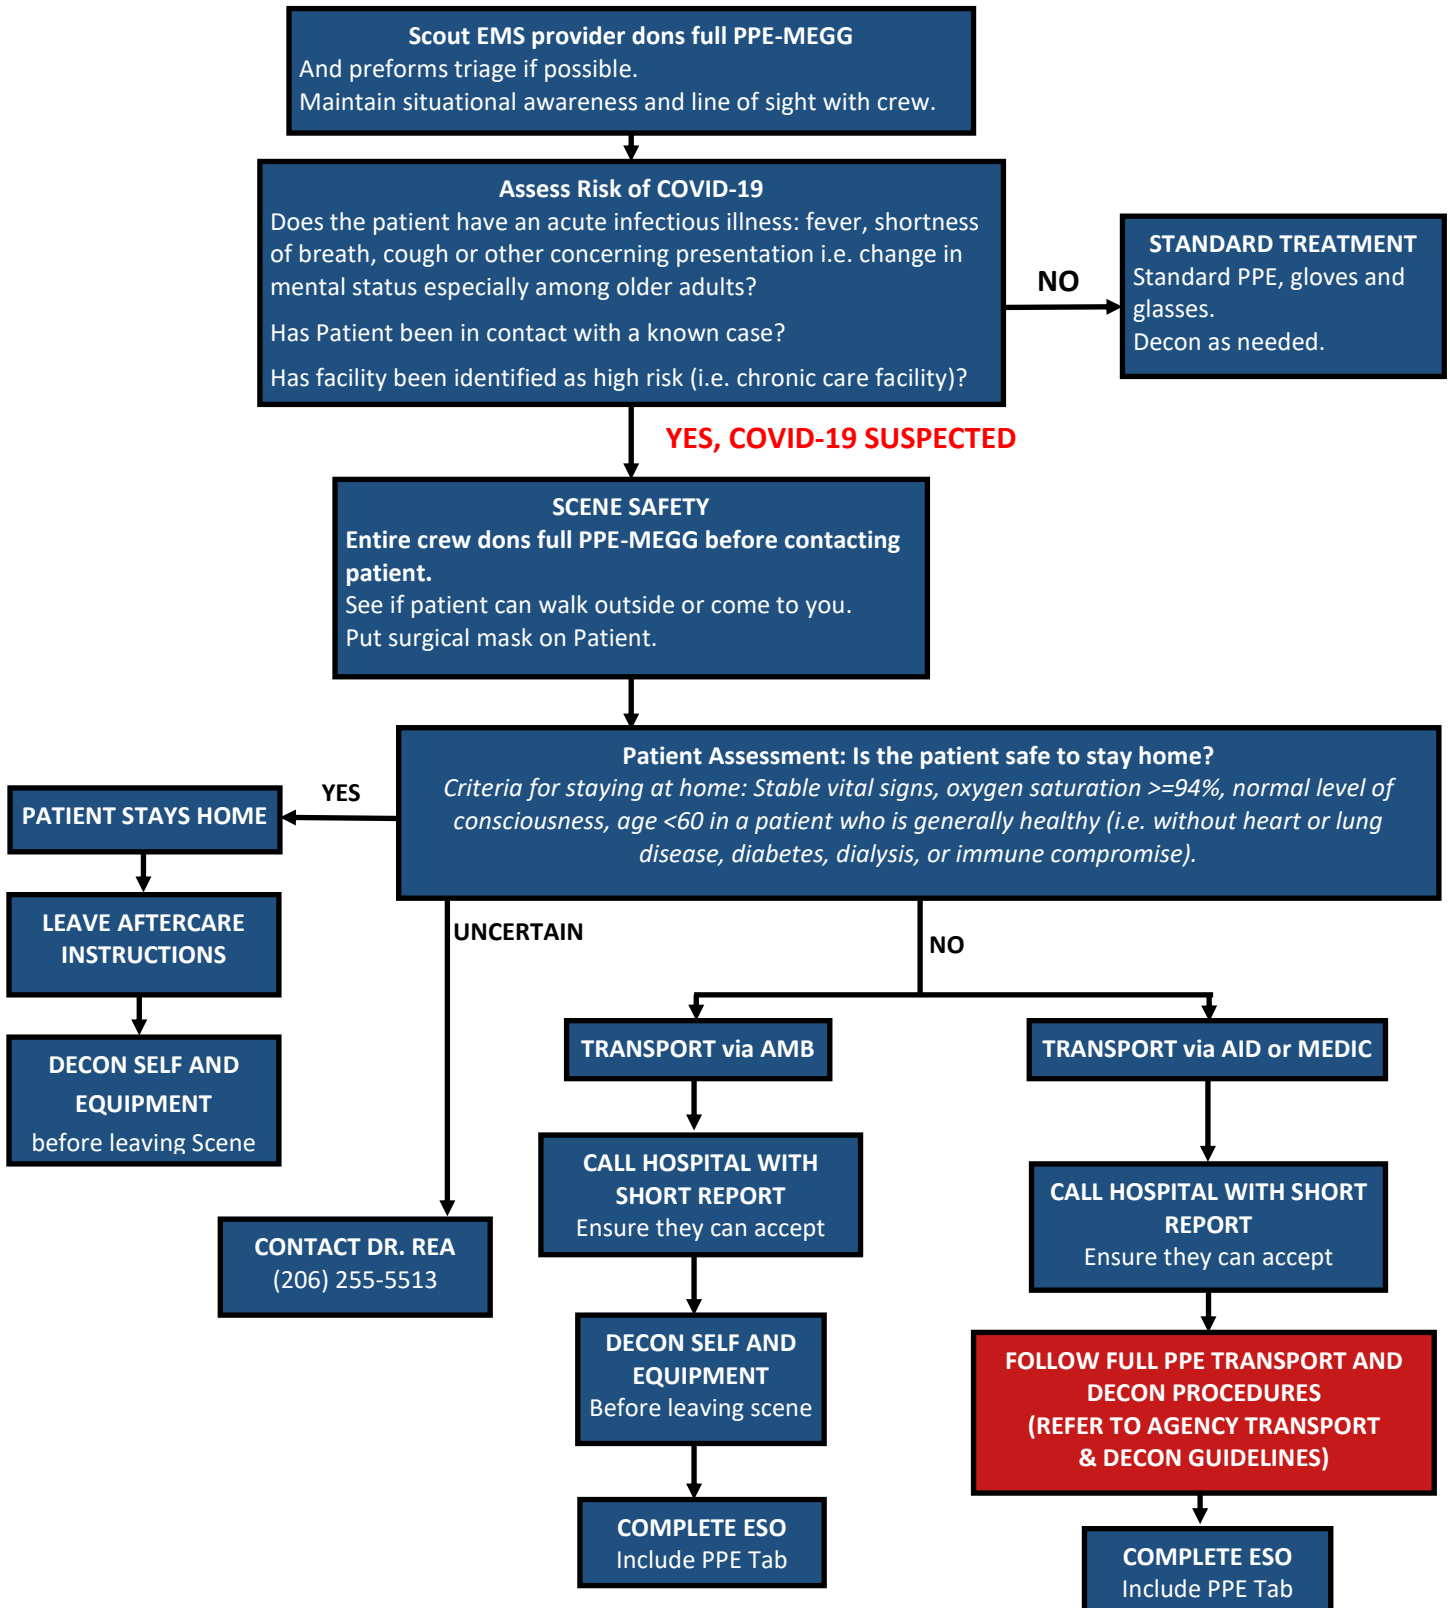 Scout EMS provider dons full PPE-MEGG
And preforms triage if possible.
Maintain situational awareness and line of sight with crew.
Assess Risk of COVID-19
Does the patient have an acute infectious illness: fever, shortness
of breath, cough or other concerning presentation i.e. change in
mental status especially among older adults?
Has Patient been in contact with a known case?
Has facility been identified as high risk (i.e. chronic care facility)?
NO
STANDARD TREATMENT
Standard PPE, gloves and
glasses.
Decon as needed.
YES, COVID-19 SUSPECTED
SCENE SAFETY
Entire crew dons full PPE-MEGG before contacting
patient.
See if patient can walk outside or come to you.
Put surgical mask on Patient.
Patient Assessment: Is the patient safe to stay home?
Criteria for staying at home: Stable vital signs, oxygen saturation >=94%, normal level of
consciousness, age <60 in a patient who is generally healthy (i.e. without heart or lung
disease, diabetes, dialysis, or immune compromise).
YES
PATIENT STAYS HOME
LEAVE AFTERCARE
INSTRUCTIONS
DECON SELF AND
EQUIPMENT
before leaving Scene
UNCERTAIN
CONTACT DR. REA
(206) 255-5513
NO
TRANSPORT via AMB
CALL HOSPITAL WITH
SHORT REPORT
Ensure they can accept
DECON SELF AND
EQUIPMENT
Before leaving scene
COMPLETE ESO
Include PPE Tab
TRANSPORT via AID or MEDIC
CALL HOSPITAL WITH SHORT
REPORT
Ensure they can accept
FOLLOW FULL PPE TRANSPORT AND
DECON PROCEDURES
(REFER TO AGENCY TRANSPORT
& DECON GUIDELINES)
COMPLETE ESO
Include PPE Tab